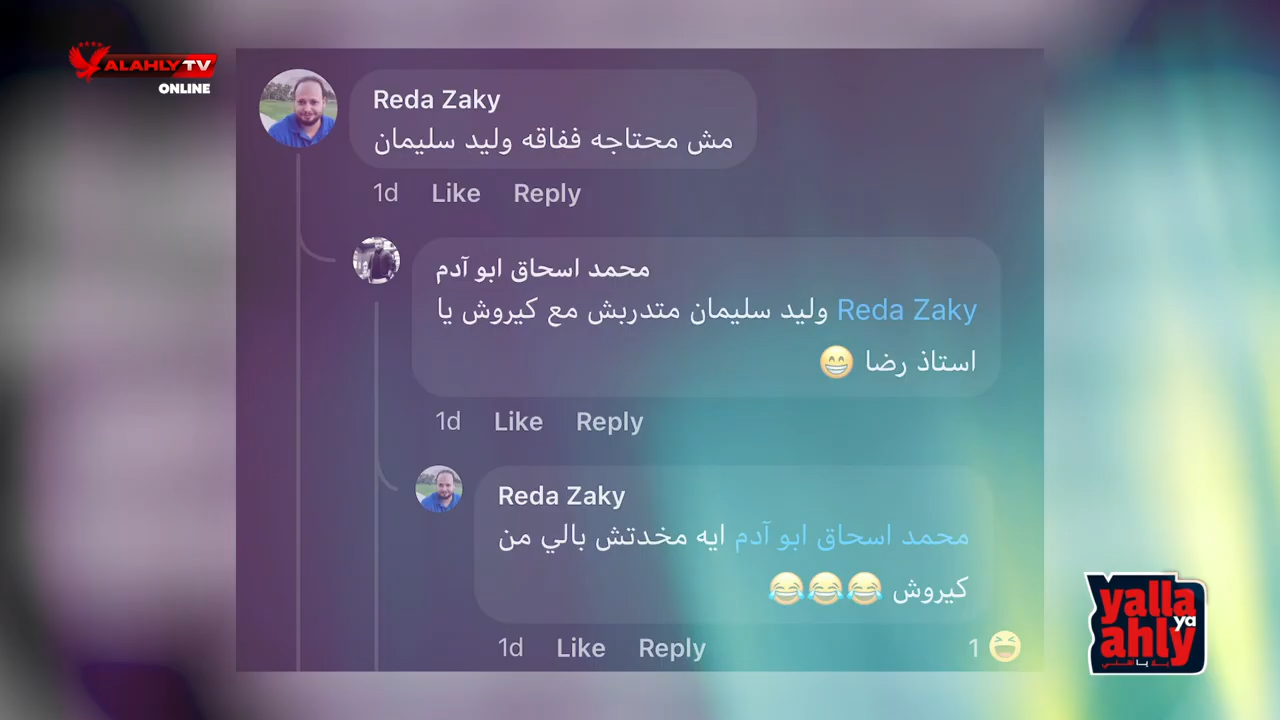 ALAHLY TV
ONLINE
Reda Zaky
مش محتاجه ففاقه وليد سليمان
1d Like Reply
محمد اسحاق ابو آدم
Reda Zaky وليد سليمان متدربش مع كيروش يا
استاذ رضا 😁
1d Like Reply
Reda Zaky
محمد اسحاق ابو آدم ايه مخدتش بالي من
كيروش 😂😂😂
1d Like Reply 1 😆
yalla
ya
ahly
يلا يا أهلي